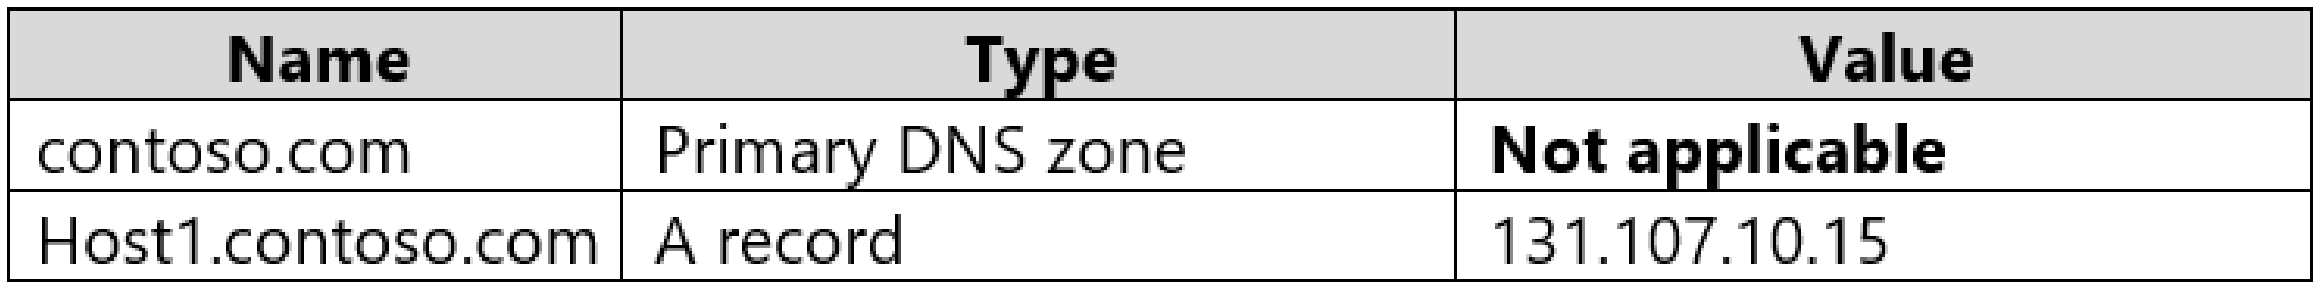 Name Type Value
contoso.com Primary DNS zone Not applicable
Host1.contoso.com A record 131.107.10.15